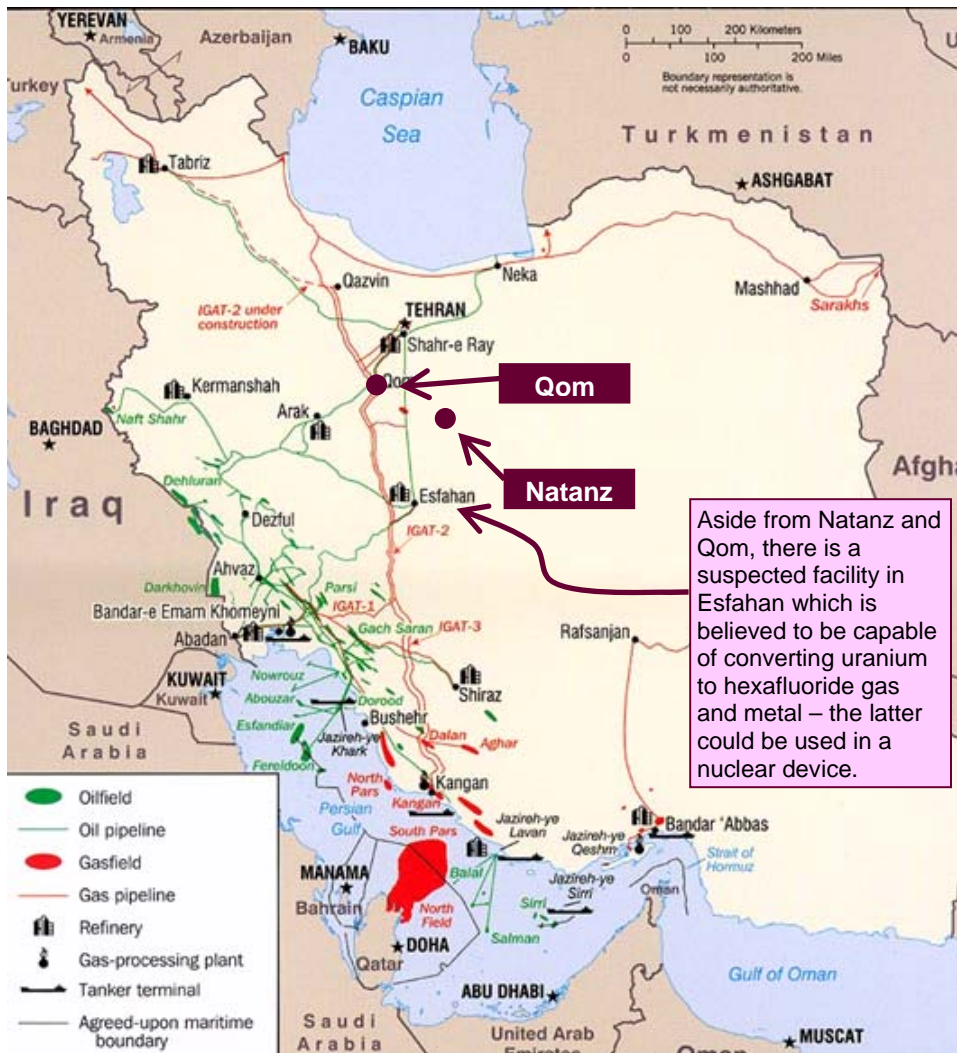 YEREVAN
Armenia
Azerbaijan
BAKU
0 100 200 Kilometers
0 100 200 Miles
Boundary representation is
not necessarily authoritative.
Turkey
Caspian
Sea
Turkmenistan
Tabriz
ASHGABAT
Qazvin
Neka
Mashhad
Sarakhs
IGAT-2 under
construction
TEHRAN
Shahr-e Ray
Qom
Kermanshah
Arak
Naft Shahr
BAGHDAD
Natanz
Iraq
Dehluran
Esfahan
Dezful
IGAT-2
Aside from Natanz and
Qom, there is a
suspected facility in
Esfahan which is
believed to be capable
of converting uranium
to hexafluoride gas
and metal – the latter
could be used in a
nuclear device.
Ahvaz
Darkhovin
Parsi
Bandar-e Emam Khomeyni
IGAT-1
Gach Saran
IGAT-3
Abadan
Rafsanjan
KUWAIT
Kuwait
Nowrouz
Abouzar
Dorood
Shiraz
Esfandiar
Bushehr
Jazireh-ye
Khark
Dalan
Aghar
Fereidoon
Saudi
Arabia
North
Pars
Kangan
Kangan
Persian
Gulf
South Pars
Jazireh-ye
Lavan
Jazireh-ye
Qeshm
Bandar ‘Abbas
Strait of
Hormuz
Balal
Jazireh-ye
Sirri
Oman
MANAMA
Bahrain
North
Field
Sirri
Salman
DOHA
Qatar
Gulf of Oman
ABU DHABI
Saudi
Arabia
United Arab
MUSCAT
Oilfield
Oil pipeline
Gasfield
Gas pipeline
Refinery
Gas-processing plant
Tanker terminal
Agreed-upon maritime
boundary